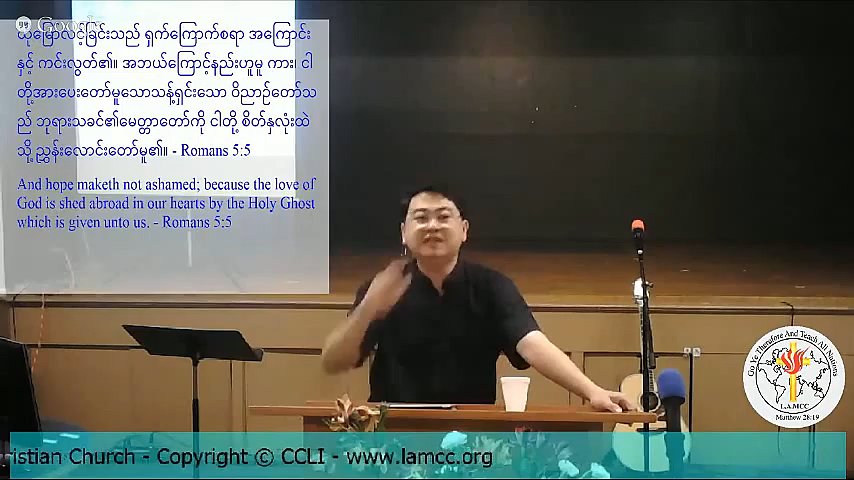 ထိုမြော်လင့်ခြင်းသည် ရှက်ကြောက်စရာ အကြောင်း
နှင့် ကင်းလွတ်၏။ အဘယ်ကြောင့်နည်းဟူမူ ကား၊ ငါ
တို့အားပေးတော်မူသောသန့်ရှင်းသော ဝိညာဉ်တော်သ
ည် ဘုရားသခင်၏မေတ္တာတော်ကို ငါတို့ စိတ်နှလုံးထဲ
သို့ ညွှန်းလောင်းတော်မူ၏။ - Romans 5:5
And hope maketh not ashamed; because the love of
God is shed abroad in our hearts by the Holy Ghost
which is given unto us. - Romans 5:5
Go Ye Therefore And Teach All Nations
L.A.M.C.C
Matthew 28:19
ristian Church - Copyright © CCLI - www.lamcc.org